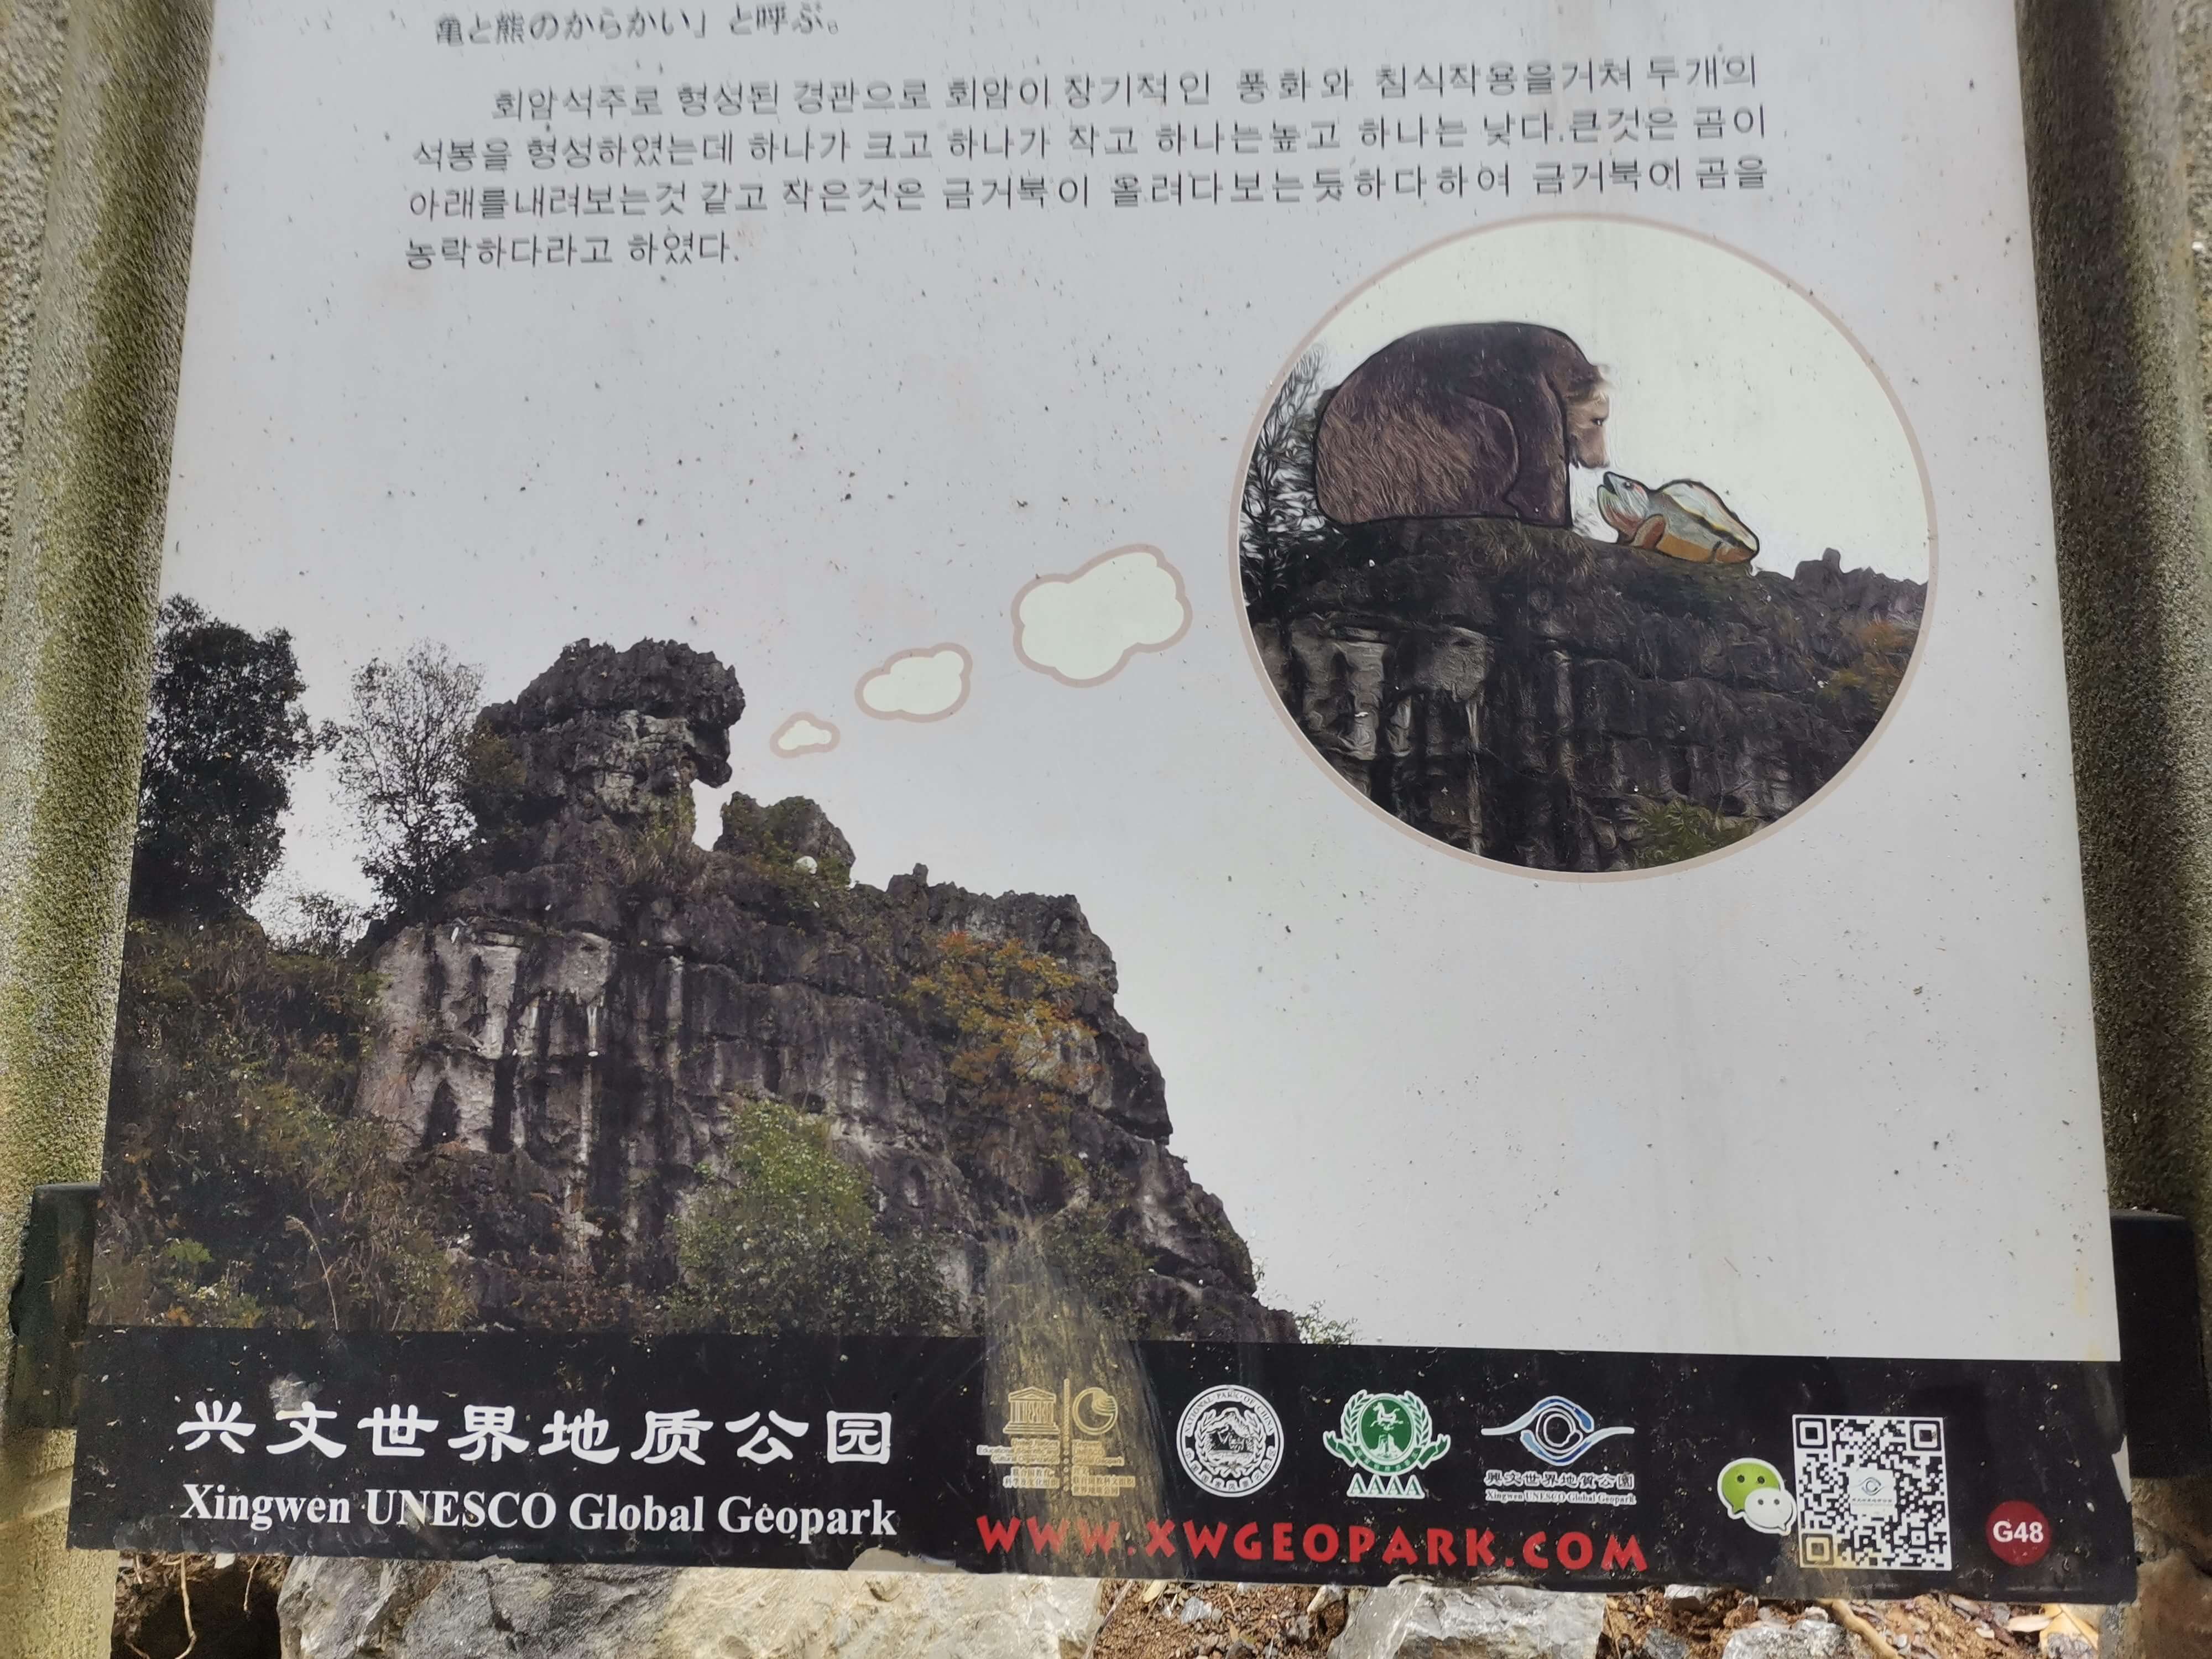 亀と熊のからかい」と呼ぶ。
회암석주로 형성된 경관으로 회암이 장기적인 풍화와 침식작용을거쳐 두개의
석봉을 형성하였는데 하나가 크고 하나가 작고 하나는높고 하나는 낮다.큰것은 곰이
아래를내려보는것 같고 작은것은 금거북이 올려다보는듯하다하여 금거북이 곰을
농락하다라고 하였다.
兴文世界地质公园
Xingwen UNESCO Global Geopark
NATIONAL PARK OF CHINA
AAAA
興文世界地質公園
Xingwen UNESCO Global Geopark
WWW.XWGEOPARK.COM
G48